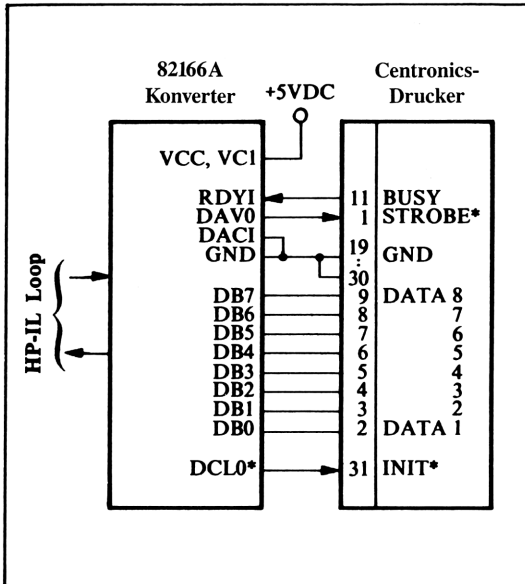 82166A Konverter
+5VDC
Centronics-Drucker
VCC, VC1
RDYI 11 BUSY
DAV0 1 STROBE*
DACI
GND 19 GND
:
30
DB7 9 DATA 8
DB6 8 7
DB5 7 6
DB4 6 5
DB3 5 4
DB2 4 3
DB1 3 2
DB0 2 DATA 1
DCL0* 31 INIT*
HP-IL Loop